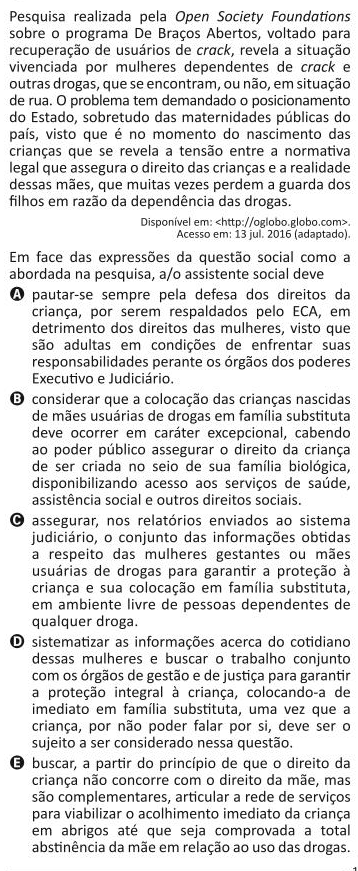 Pesquisa realizada pela Open Society Foundations
sobre o programa De Braços Abertos, voltado para
recuperação de usuários de crack, revela a situação
vivenciada por mulheres dependentes de crack e
outras drogas, que se encontram, ou não, em situação
de rua. O problema tem demandado o posicionamento
do Estado, sobretudo das maternidades públicas do
país, visto que é no momento do nascimento das
crianças que se revela a tensão entre a normativa
legal que assegura o direito das crianças e a realidade
dessas mães, que muitas vezes perdem a guarda dos
filhos em razão da dependência das drogas.
Disponível em: <http://oglobo.globo.com>.
Acesso em: 13 jul. 2016 (adaptado).
Em face das expressões da questão social como a
abordada na pesquisa, a/o assistente social deve
A pautar-se sempre pela defesa dos direitos da
criança, por serem respaldados pelo ECA, em
detrimento dos direitos das mulheres, visto que
são adultas em condições de enfrentar suas
responsabilidades perante os órgãos dos poderes
Executivo e Judiciário.
B considerar que a colocação das crianças nascidas
de mães usuárias de drogas em família substituta
deve ocorrer em caráter excepcional, cabendo
ao poder público assegurar o direito da criança
de ser criada no seio de sua família biológica,
disponibilizando acesso aos serviços de saúde,
assistência social e outros direitos sociais.
C assegurar, nos relatórios enviados ao sistema
judiciário, o conjunto das informações obtidas
a respeito das mulheres gestantes ou mães
usuárias de drogas para garantir a proteção à
criança e sua colocação em família substituta,
em ambiente livre de pessoas dependentes de
qualquer droga.
D sistematizar as informações acerca do cotidiano
dessas mulheres e buscar o trabalho conjunto
com os órgãos de gestão e de justiça para garantir
a proteção integral à criança, colocando-a de
imediato em família substituta, uma vez que a
criança, por não poder falar por si, deve ser o
sujeito a ser considerado nessa questão.
E buscar, a partir do princípio de que o direito da
criança não concorre com o direito da mãe, mas
são complementares, articular a rede de serviços
para viabilizar o acolhimento imediato da criança
em abrigos até que seja comprovada a total
abstinência da mãe em relação ao uso das drogas.